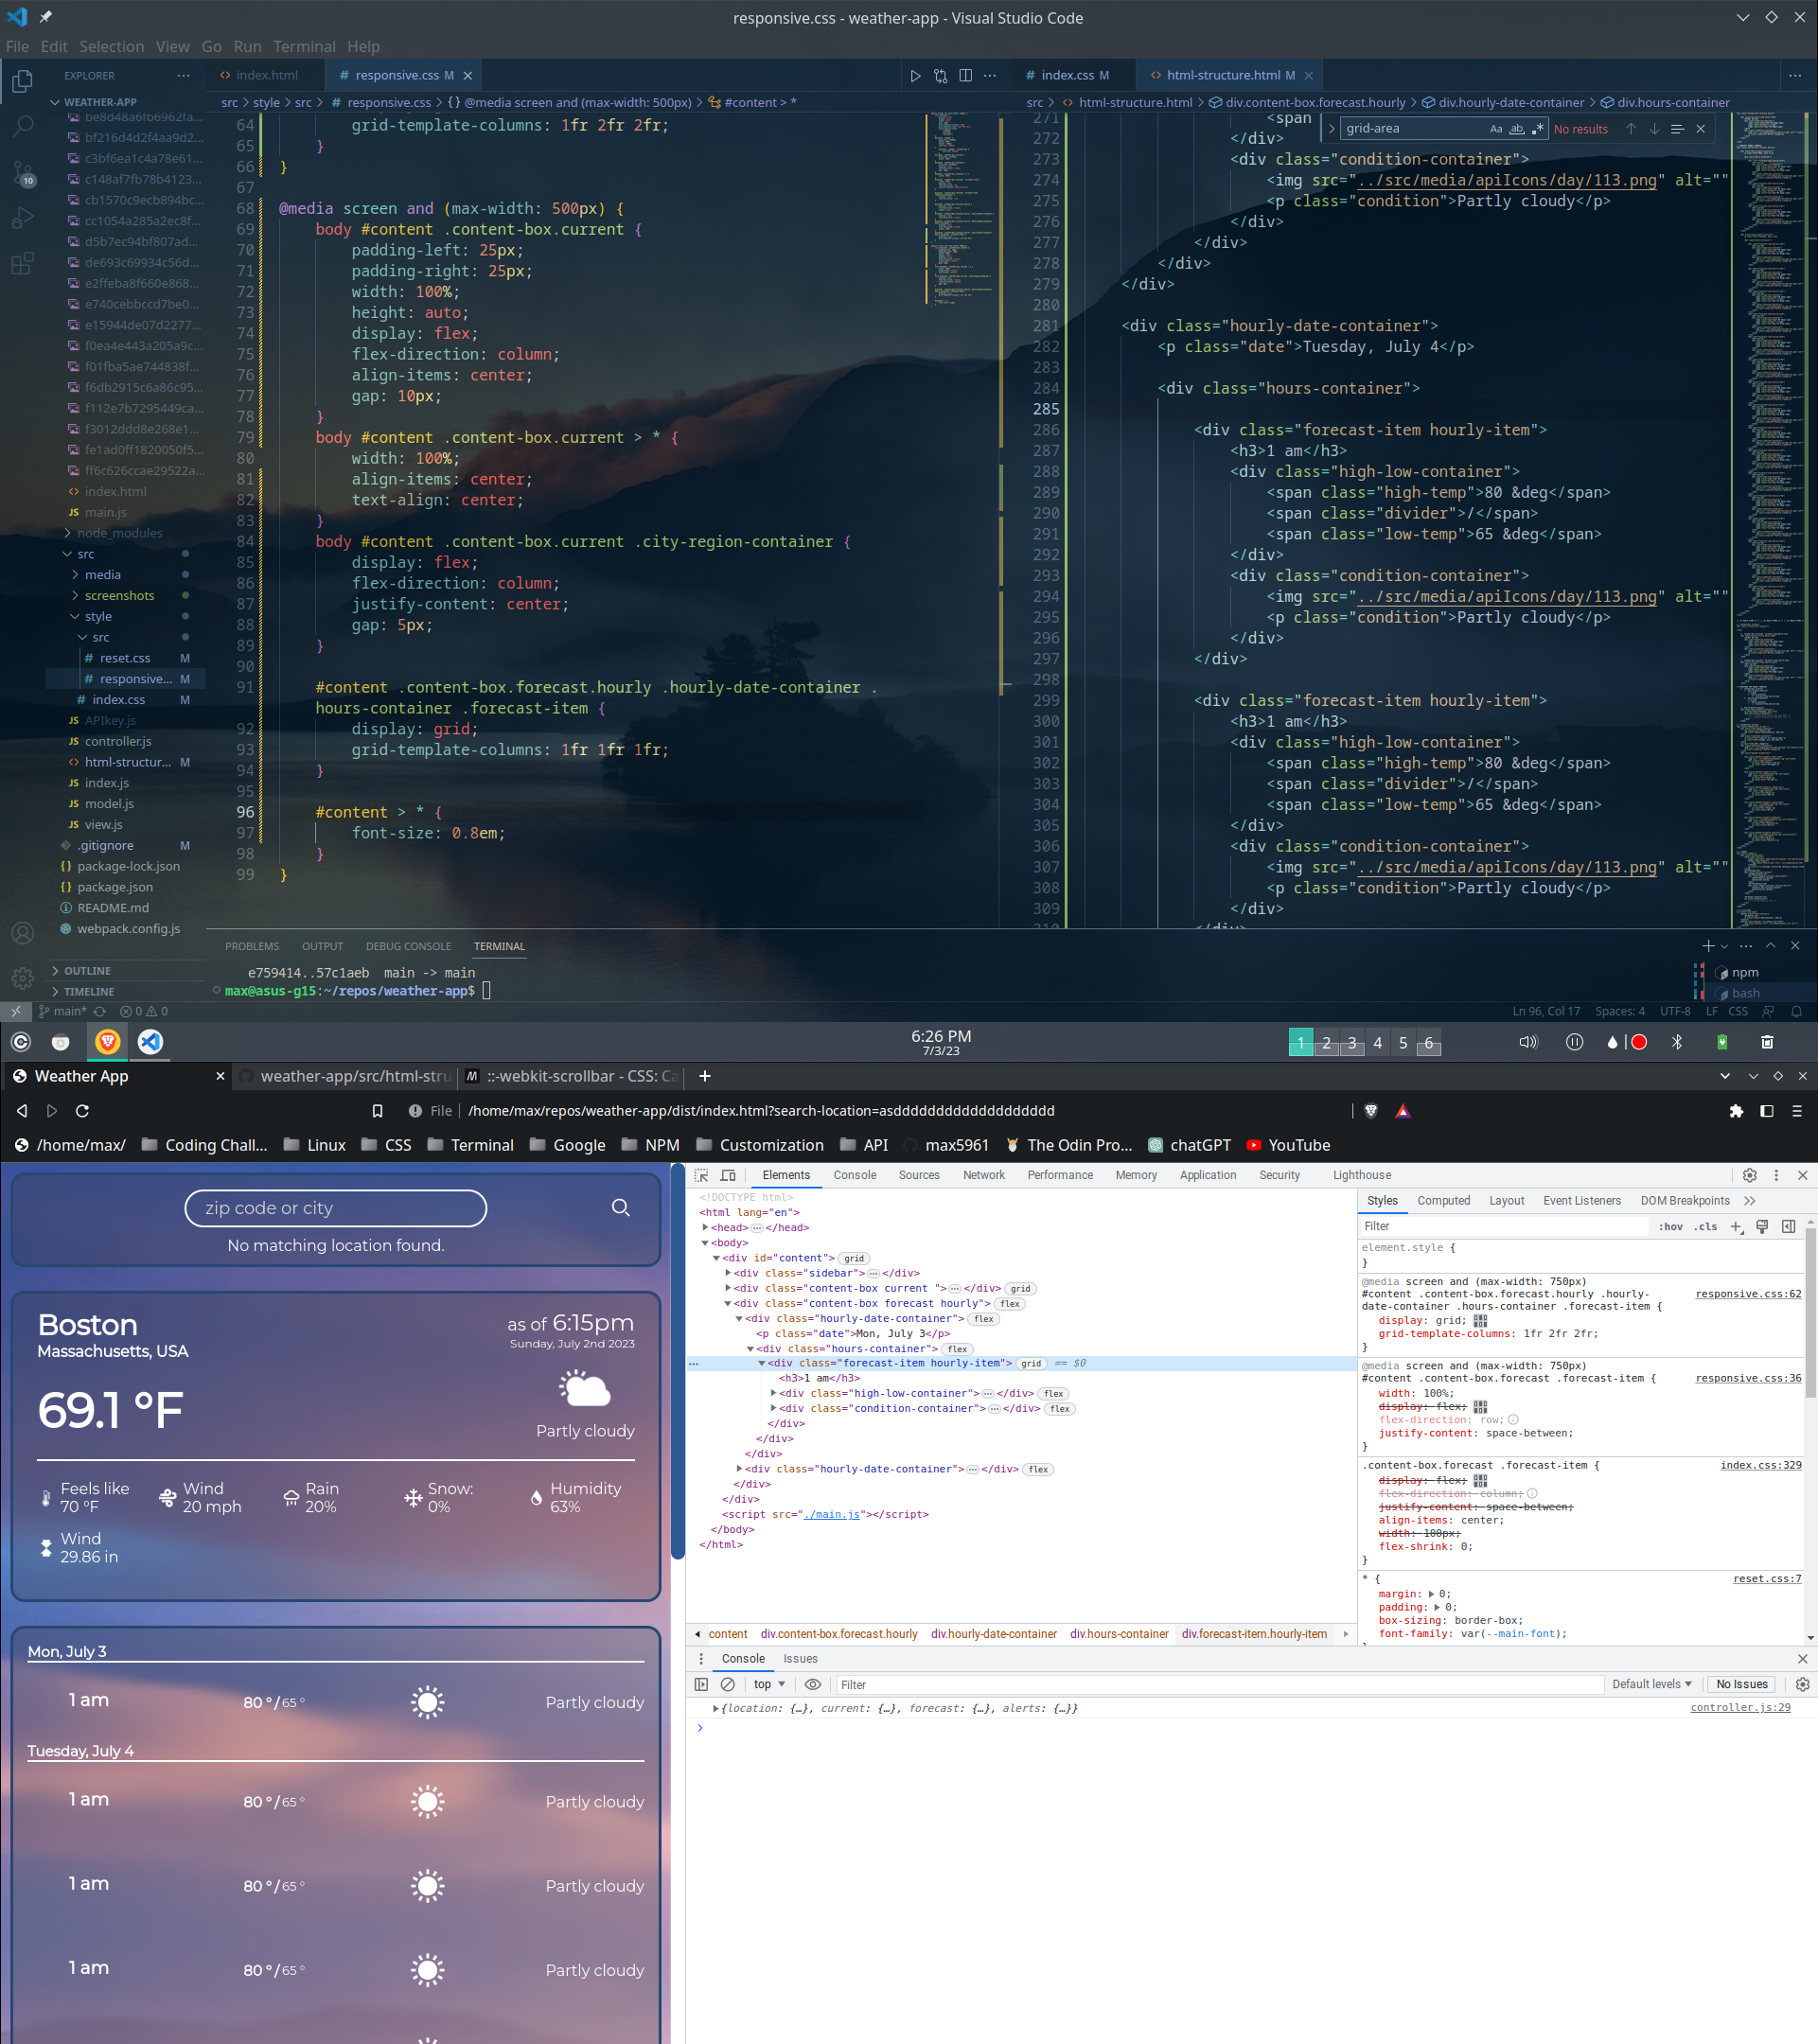 responsive.css - weather-app - Visual Studio Code
File Edit Selection View Go Run Terminal Help
EXPLORER
index.html
# responsive.css M
# index.css M
html-structure.html M
WEATHER-APP
src > style > src > # responsive.css > {} @media screen and (max-width: 500px) > #content > *
src > html-structure.html > div.content-box.forecast.hourly > div.hourly-date-container > div.hours-container
be8d48a6fb6962fa...
bf216d4d2f4aa9d2...
c3bf6ea1c4a78e61...
c148af7fb78b4123...
cb1570c9ecb894bc...
cc1054a285a2ec8f...
d5b7ec94bf807ad...
de693c69934c56d...
e2ffeba8f660e868...
e740cebbccd7be0...
e15944de07d2277...
f0ea4e443a205a9c...
f01fba5ae744838f...
f6db2915c6a86c95...
f112e7b7295449ca...
f3012ddd8e268e1...
fe1ad0ff1820050f5...
ff6c626ccae29522a...
index.html
JS main.js
node_modules
src
media
screenshots
style
src
# reset.css M
# responsive... M
# index.css M
JS APIkey.js
JS controller.js
html-structur... M
JS index.js
JS model.js
JS view.js
.gitignore M
{} package-lock.json
{} package.json
README.md
webpack.config.js
OUTLINE
TIMELINE
10
64 grid-template-columns: 1fr 2fr 2fr;
65 }
66 }
67
68 @media screen and (max-width: 500px) {
69 body #content .content-box.current {
70 padding-left: 25px;
71 padding-right: 25px;
72 width: 100%;
73 height: auto;
74 display: flex;
75 flex-direction: column;
76 align-items: center;
77 gap: 10px;
78 }
79 body #content .content-box.current > * {
80 width: 100%;
81 align-items: center;
82 text-align: center;
83 }
84 body #content .content-box.current .city-region-container {
85 display: flex;
86 flex-direction: column;
87 justify-content: center;
88 gap: 5px;
89 }
90
91 #content .content-box.forecast.hourly .hourly-date-container .
hours-container .forecast-item {
92 display: grid;
93 grid-template-columns: 1fr 1fr 1fr;
94 }
95
96 #content > * {
97 font-size: 0.8em;
98 }
99 }
grid-area Aa ab .* No results
271 <span
272 </div>
273 <div class="condition-container">
274 <img src="../src/media/apiIcons/day/113.png" alt=""
275 <p class="condition">Partly cloudy</p>
276 </div>
277 </div>
278 </div>
279 </div>
280
281 <div class="hourly-date-container">
282 <p class="date">Tuesday, July 4</p>
283
284 <div class="hours-container">
285
286 <div class="forecast-item hourly-item">
287 <h3>1 am</h3>
288 <div class="high-low-container">
289 <span class="high-temp">80 &deg</span>
290 <span class="divider">/</span>
291 <span class="low-temp">65 &deg</span>
292 </div>
293 <div class="condition-container">
294 <img src="../src/media/apiIcons/day/113.png" alt=""
295 <p class="condition">Partly cloudy</p>
296 </div>
297 </div>
298
299 <div class="forecast-item hourly-item">
300 <h3>1 am</h3>
301 <div class="high-low-container">
302 <span class="high-temp">80 &deg</span>
303 <span class="divider">/</span>
304 <span class="low-temp">65 &deg</span>
305 </div>
306 <div class="condition-container">
307 <img src="../src/media/apiIcons/day/113.png" alt=""
308 <p class="condition">Partly cloudy</p>
309 </div>
PROBLEMS OUTPUT DEBUG CONSOLE TERMINAL
e759414..57c1aeb main -> main
max@asus-g15:~/repos/weather-app$
npm
bash
main* 0 0
Ln 96, Col 17 Spaces: 4 UTF-8 LF CSS
6:26 PM
7/3/23
1 2 3 4 5 6
Weather App
weather-app/src/html-stru
::-webkit-scrollbar - CSS: Ca
File /home/max/repos/weather-app/dist/index.html?search-location=asddddddddddddddddddd
/home/max/ Coding Chall... Linux CSS Terminal Google NPM Customization API max5961 The Odin Pro... chatGPT YouTube
zip code or city
No matching location found.
Boston
Massachusetts, USA
as of 6:15pm
Sunday, July 2nd 2023
69.1 °F
Partly cloudy
Feels like
70 °F
Wind
20 mph
Rain
20%
Snow:
0%
Humidity
63%
Wind
29.86 in
Mon, July 3
1 am 80 ° / 65 ° Partly cloudy
Tuesday, July 4
1 am 80 ° / 65 ° Partly cloudy
1 am 80 ° / 65 ° Partly cloudy
1 am 80 ° / 65 ° Partly cloudy
Elements Console Sources Network Performance Memory Application Security Lighthouse
<!DOCTYPE html>
<html lang="en">
<head>…</head>
<body>
<div id="content"> grid
<div class="sidebar">…</div>
<div class="content-box current ">…</div> grid
<div class="content-box forecast hourly"> flex
<div class="hourly-date-container"> flex
<p class="date">Mon, July 3</p>
<div class="hours-container"> flex
<div class="forecast-item hourly-item"> grid == $0
<h3>1 am</h3>
<div class="high-low-container">…</div> flex
<div class="condition-container">…</div> flex
</div>
</div>
</div>
<div class="hourly-date-container">…</div> flex
</div>
</div>
<script src="./main.js"></script>
</body>
</html>
content div.content-box.forecast.hourly div.hourly-date-container div.hours-container div.forecast-item.hourly-item
Styles Computed Layout Event Listeners DOM Breakpoints
Filter :hov .cls
element.style {
}
@media screen and (max-width: 750px)
#content .content-box.forecast.hourly .hourly- responsive.css:62
date-container .hours-container .forecast-item {
display: grid;
grid-template-columns: 1fr 2fr 2fr;
}
@media screen and (max-width: 750px)
#content .content-box.forecast .forecast-item { responsive.css:36
width: 100%;
display: flex;
flex-direction: row;
justify-content: space-between;
}
.content-box.forecast .forecast-item { index.css:329
display: flex;
flex-direction: column;
justify-content: space-between;
align-items: center;
width: 100px;
flex-shrink: 0;
}
* { reset.css:7
margin: 0;
padding: 0;
box-sizing: border-box;
font-family: var(--main-font);
Console Issues
top Filter Default levels No Issues
{location: {…}, current: {…}, forecast: {…}, alerts: {…}} controller.js:29